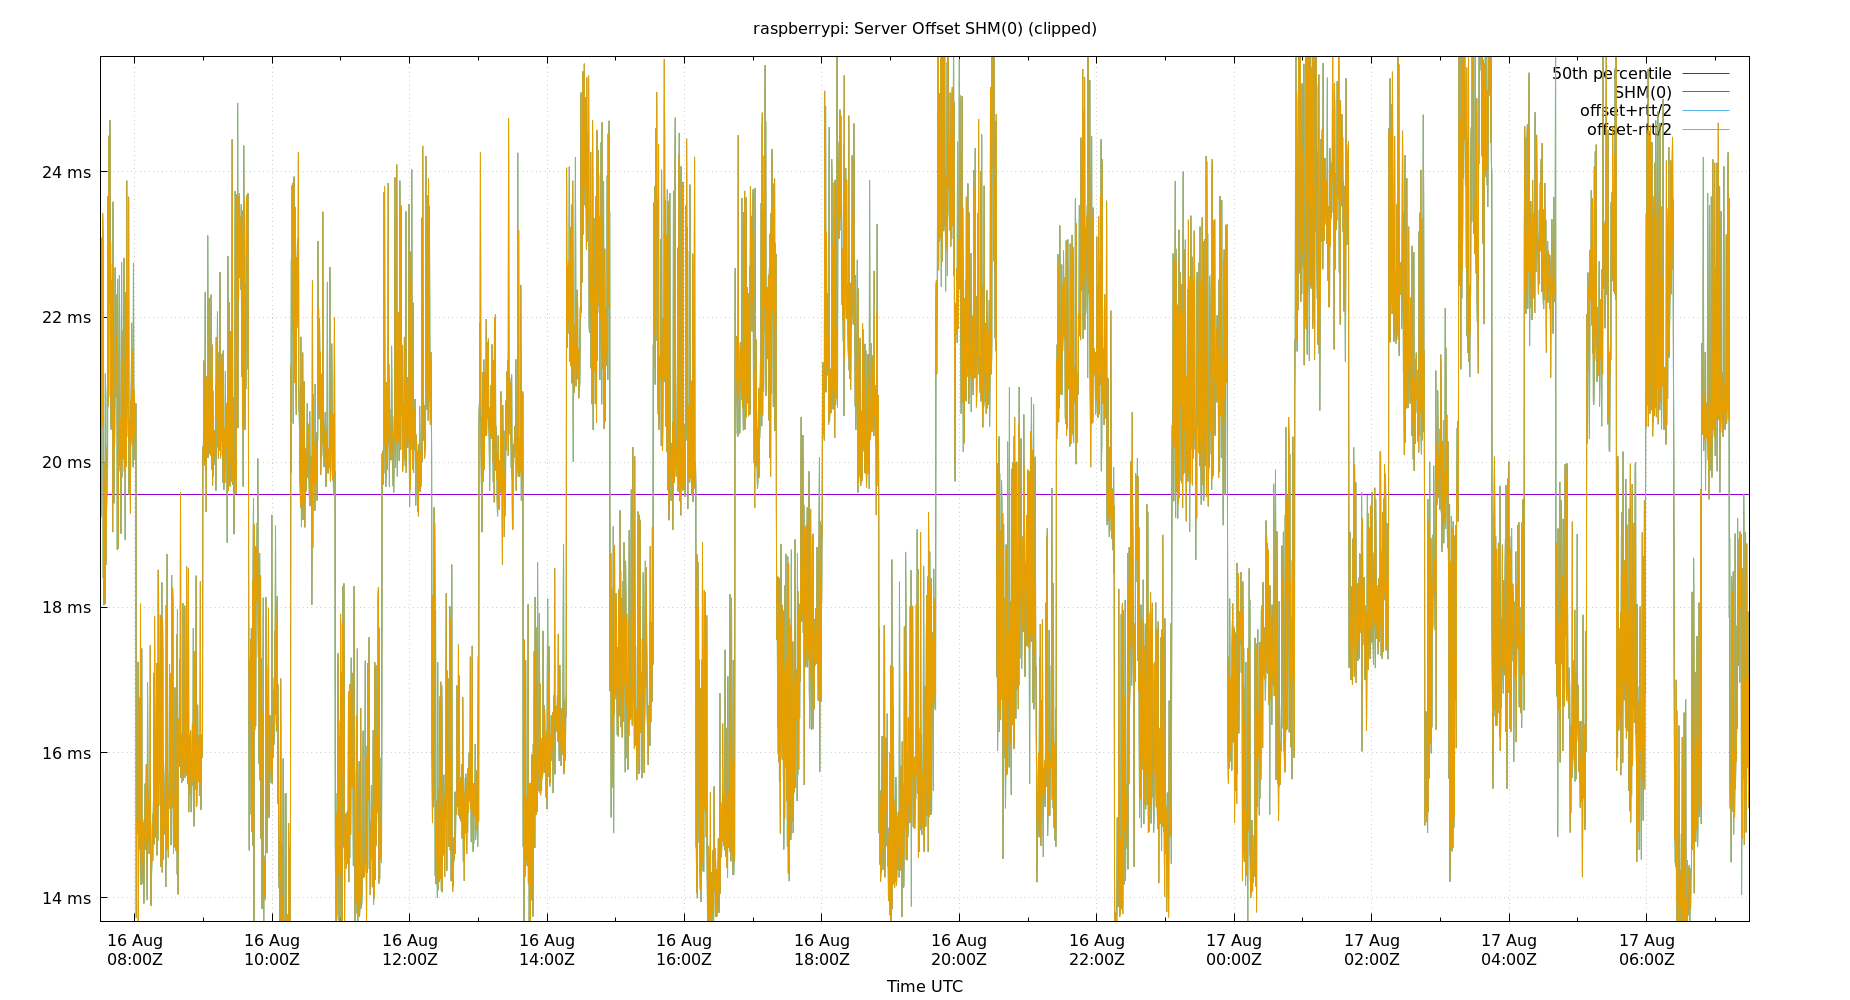 raspberrypi: Server Offset SHM(0) (clipped)
50th percentile
SHM(0)
offset+rtt/2
offset-rtt/2
24 ms
22 ms
20 ms
18 ms
16 ms
14 ms
16 Aug 16 Aug 16 Aug 16 Aug 16 Aug 16 Aug 16 Aug 16 Aug 17 Aug 17 Aug 17 Aug 17 Aug
08:00Z 10:00Z 12:00Z 14:00Z 16:00Z 18:00Z 20:00Z 22:00Z 00:00Z 02:00Z 04:00Z 06:00Z
Time UTC